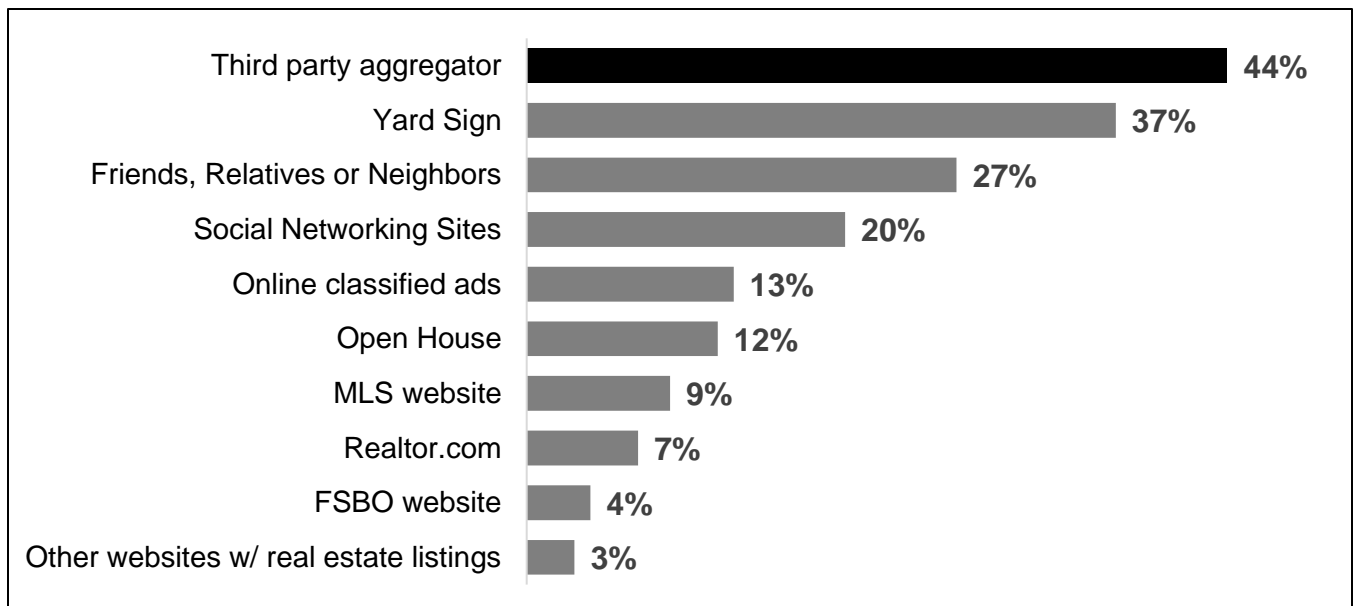 Third party aggregator 44%
Yard Sign 37%
Friends, Relatives or Neighbors 27%
Social Networking Sites 20%
Online classified ads 13%
Open House 12%
MLS website 9%
Realtor.com 7%
FSBO website 4%
Other websites w/ real estate listings 3%